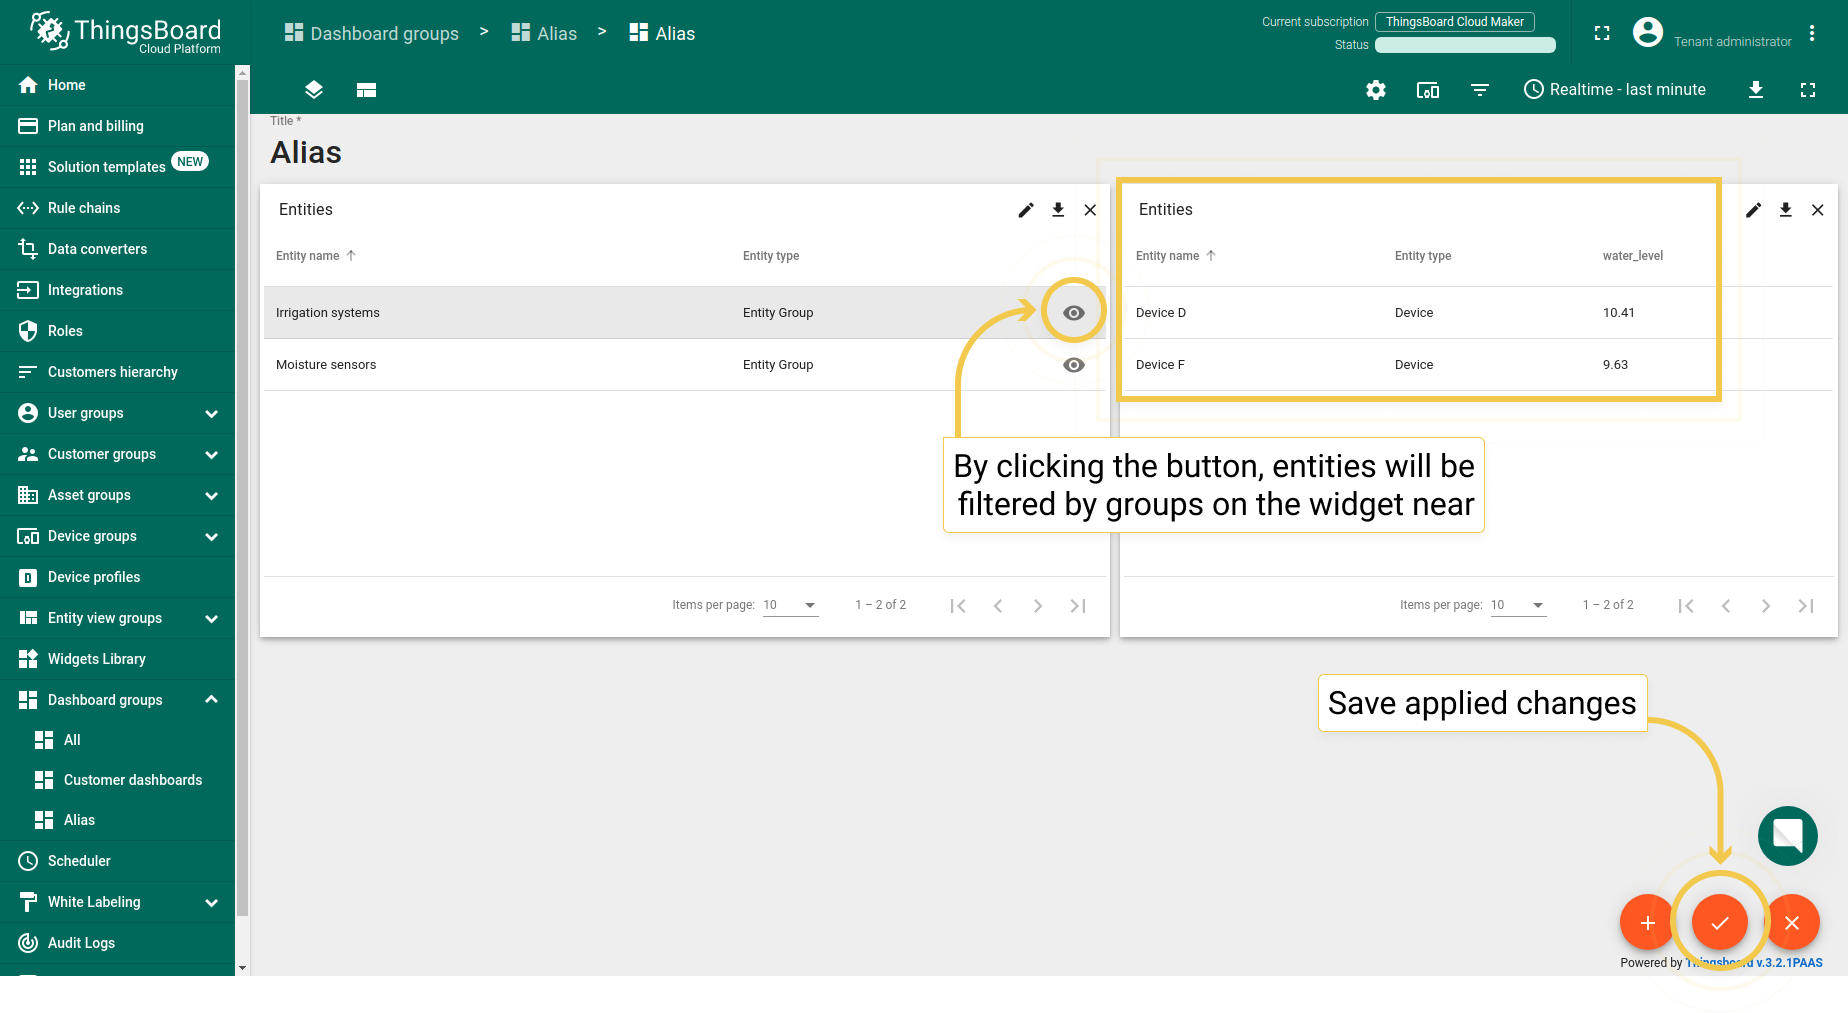 ThingsBoard
Cloud Platform
Dashboard groups > Alias > Alias
Current subscription ThingsBoard Cloud Maker
Status
Tenant administrator
Realtime - last minute
Home
Plan and billing
Solution templates NEW
Rule chains
Data converters
Integrations
Roles
Customers hierarchy
User groups
Customer groups
Asset groups
Device groups
Device profiles
Entity view groups
Widgets Library
Dashboard groups
All
Customer dashboards
Alias
Scheduler
White Labeling
Audit Logs
Title *
Alias
Entities
Entity name Entity type
Irrigation systems Entity Group
Moisture sensors Entity Group
Items per page: 10 1 – 2 of 2
Entities
Entity name Entity type water_level
Device D Device 10.41
Device F Device 9.63
Items per page: 10 1 – 2 of 2
By clicking the button, entities will be
filtered by groups on the widget near
Save applied changes
Powered by Thingsboard v.3.2.1PAAS